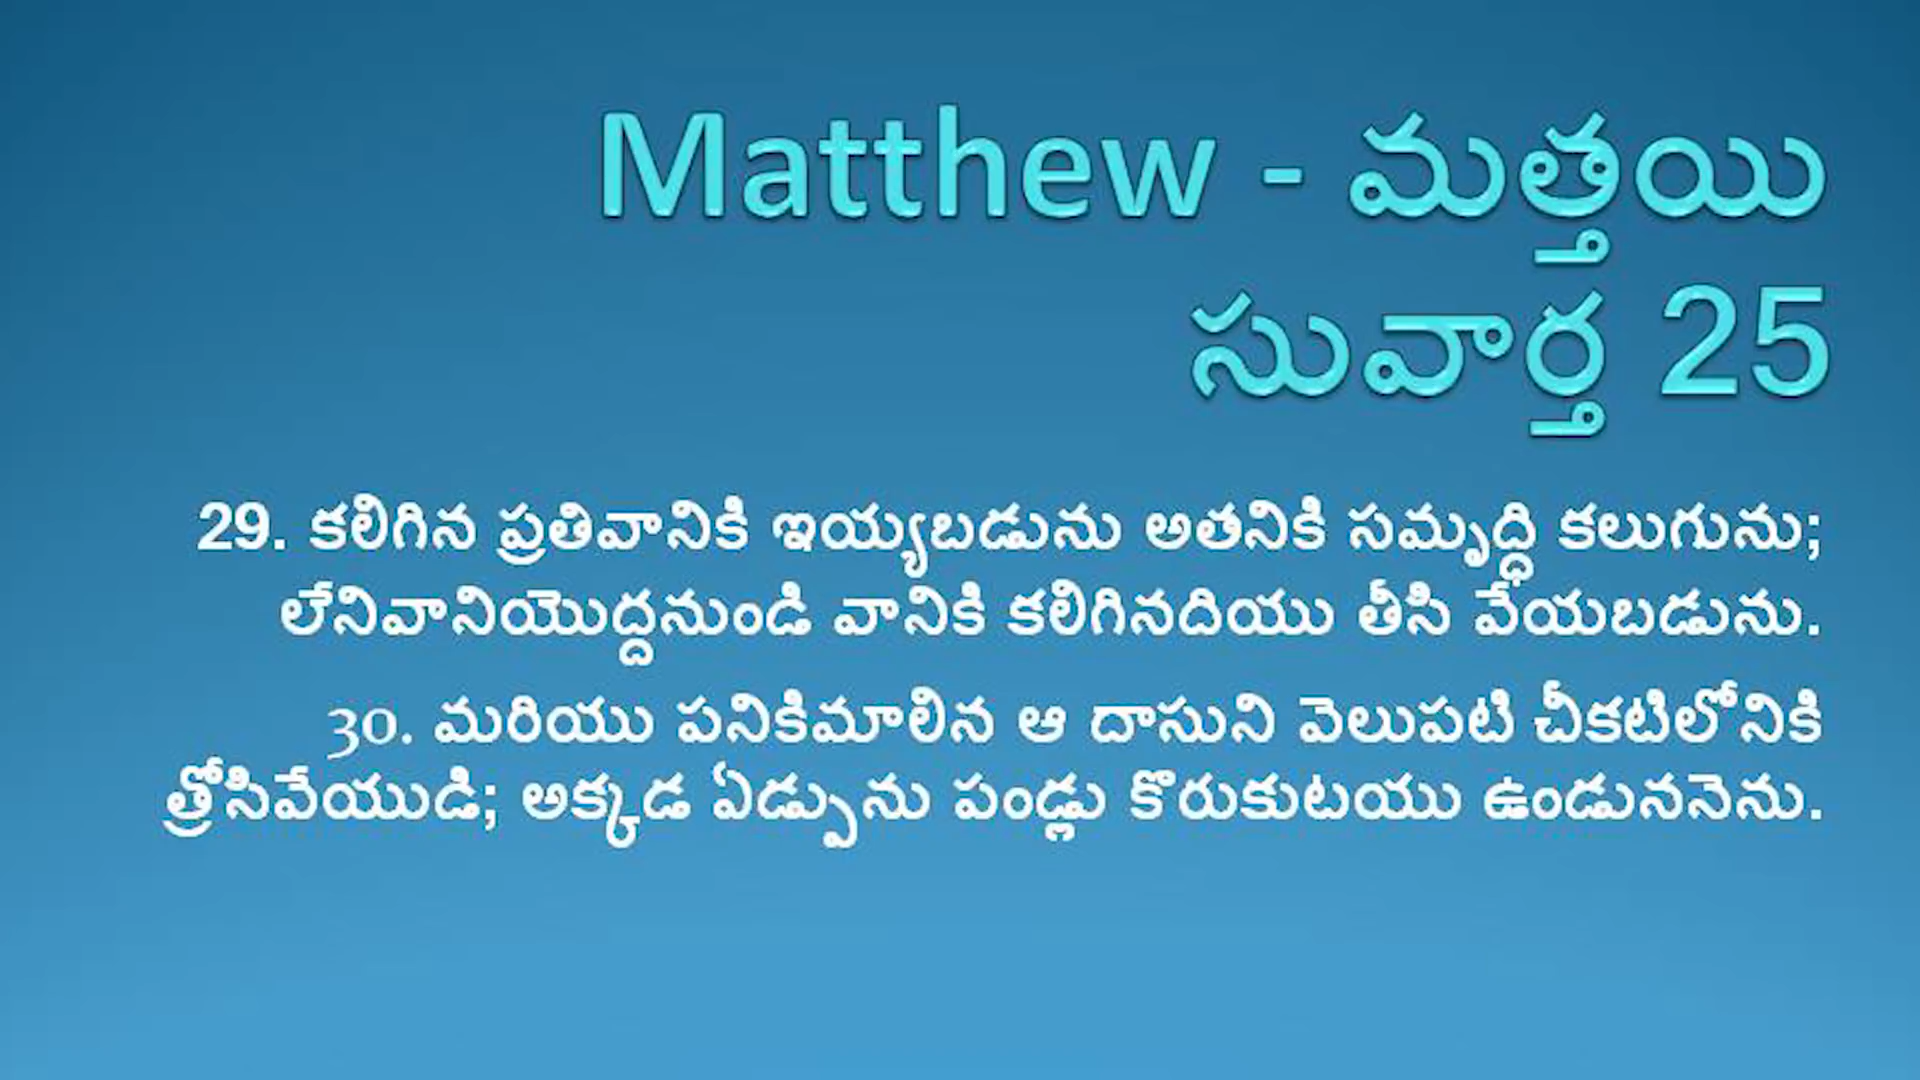 Matthew - మత్తయి
సువార్త 25
29. కలిగిన ప్రతివానికి ఇయ్యబడును అతనికి సమృద్ధి కలుగును;
లేనివానియొద్దనుండి వానికి కలిగినదియు తీసి వేయబడును.
30. మరియు పనికిమాలిన ఆ దాసుని వెలుపటి చీకటిలోనికి
త్రోసివేయుడి; అక్కడ ఏడ్పును పండ్లు కొరుకుటయు ఉండుననెను.